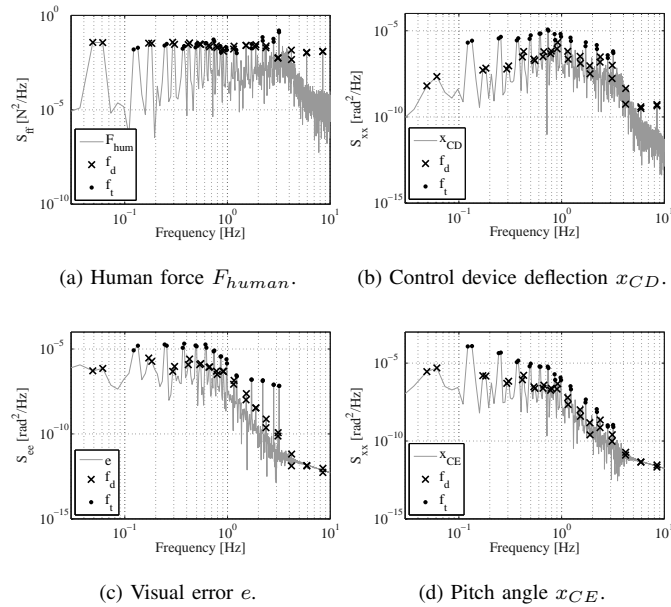 10^0
10^-5
10^-10
S_ff [N^2/Hz]
F_hum
f_d
f_t
10^-1 10^0 10^1
Frequency [Hz]
(a) Human force F_human.
10^-5
10^-10
10^-15
S_xx [rad^2/Hz]
x_CD
f_d
f_t
10^-1 10^0 10^1
Frequency [Hz]
(b) Control device deflection x_CD.
10^-5
10^-10
10^-15
S_ee [rad^2/Hz]
e
f_d
f_t
10^-1 10^0 10^1
Frequency [Hz]
(c) Visual error e.
10^-5
10^-10
10^-15
S_xx [rad^2/Hz]
x_CE
f_d
f_t
10^-1 10^0 10^1
Frequency [Hz]
(d) Pitch angle x_CE.